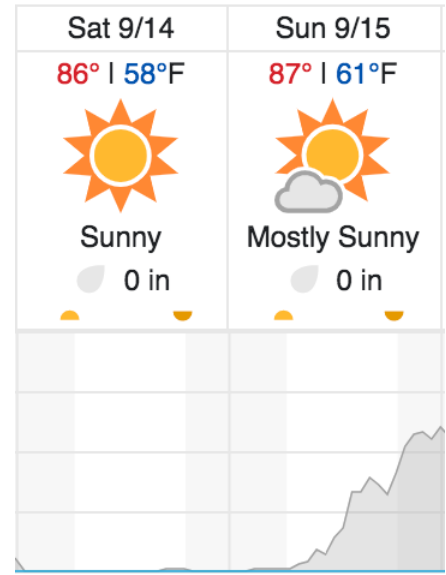 Sat 9/14
Sun 9/15
86° | 58°F
87° | 61°F
Sunny
Mostly Sunny
0 in
0 in